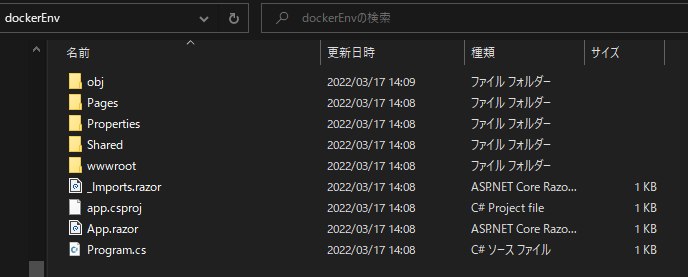 dockerEnv dockerEnvの検索
名前 更新日時 種類 サイズ
obj 2022/03/17 14:09 ファイル フォルダー
Pages 2022/03/17 14:08 ファイル フォルダー
Properties 2022/03/17 14:08 ファイル フォルダー
Shared 2022/03/17 14:08 ファイル フォルダー
wwwroot 2022/03/17 14:08 ファイル フォルダー
_Imports.razor 2022/03/17 14:08 ASP.NET Core Razo... 1 KB
app.csproj 2022/03/17 14:08 C# Project file 1 KB
App.razor 2022/03/17 14:08 ASP.NET Core Razo... 1 KB
Program.cs 2022/03/17 14:08 C# ソース ファイル 1 KB